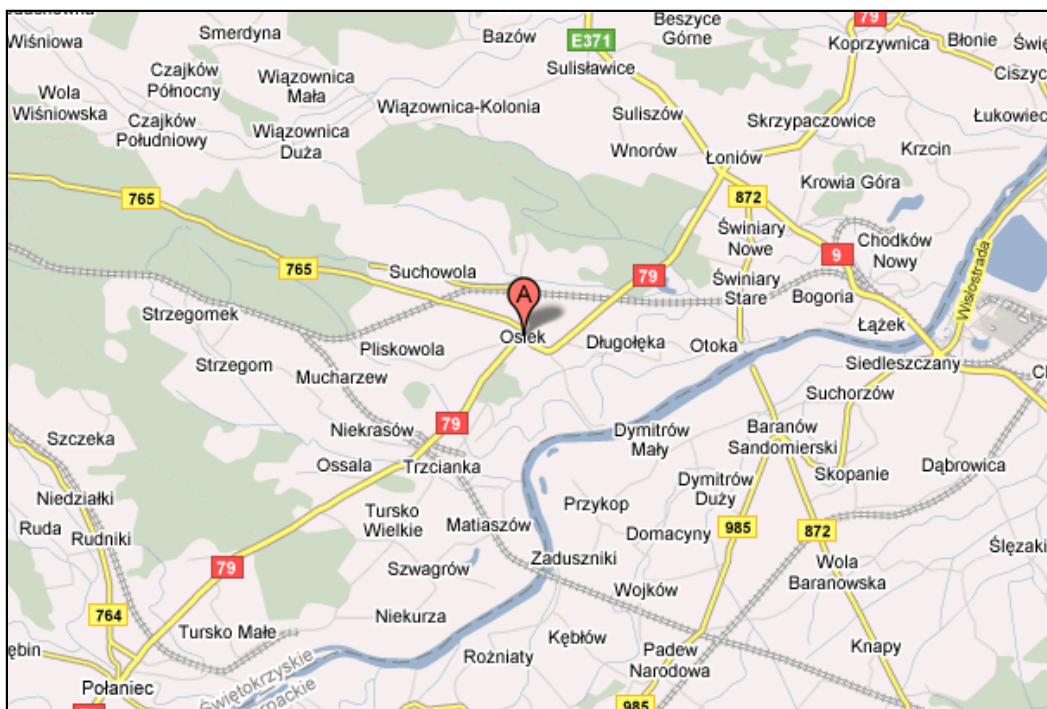 Wiśniowa
Smerdyna
Bazów
Beszyce
Górne
79
Koprzywnica
Błonie
E371
Sulisławice
Czajków
Północny
Wiązownica
Mała
Wola
Wiśniowska
Wiązownica-Kolonia
Czajków
Południowy
Wiązownica
Duża
Suliszów
Skrzypaczowice
Łukowiec
Wnorów
Łoniów
Krzcin
Krowia Góra
765
872
Świniary
Nowe
Chodków
Nowy
9
765
Suchowola
79
Świniary
Stare
Bogoria
Wisłostrada
A
Strzegomek
Osiek
Długołęka
Otoka
Łążek
Pliskowola
Strzegom
Siedleszczany
Mucharzew
Suchorzów
79
Niekrasów
Dymitrów
Mały
Baranów
Sandomierski
Szczeka
Ossala
Trzcianka
Skopanie
Dąbrowica
Dymitrów
Duży
Niedziałki
Przykop
Tursko
Wielkie
Matiaszów
Ruda
Rudniki
Domacyny
985
872
Zaduszniki
79
Szwagrów
Wola
Baranowska
Wojków
764
Niekurza
Tursko Małe
Kębłów
Knapy
Rożniaty
Padew
Narodowa
Połaniec
Świętokrzyskie
985